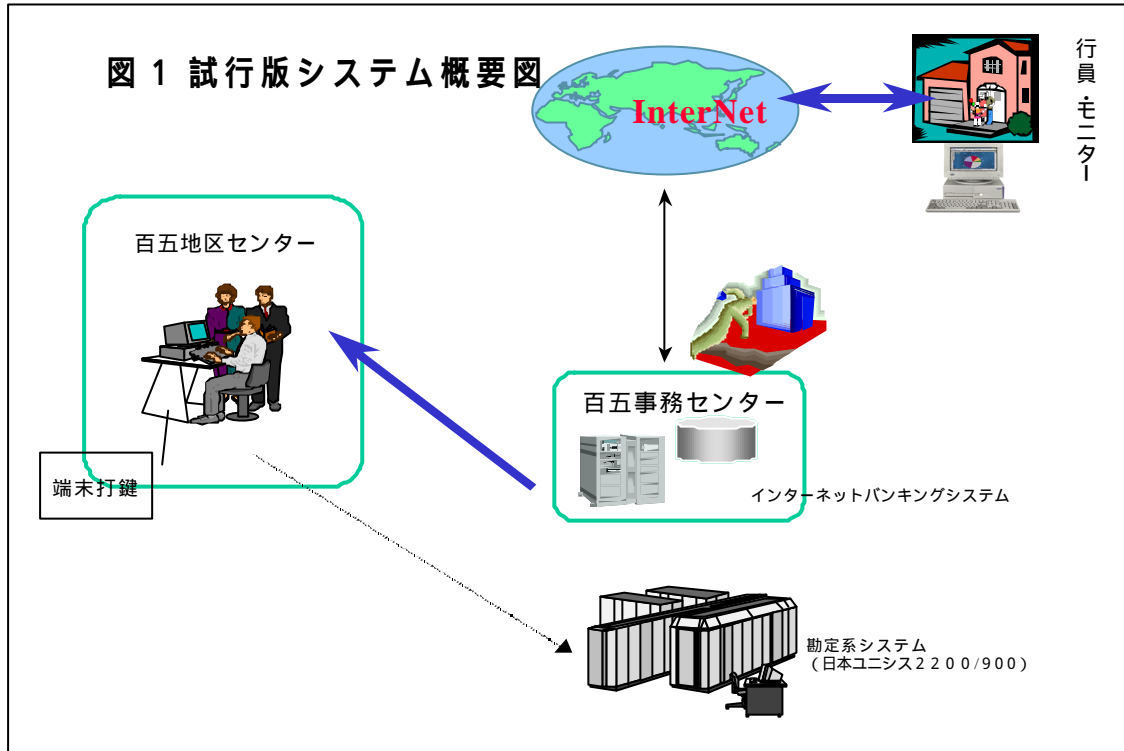 図1 試行版システム概要図
InterNet
行員・モニター
百五地区センター
百五事務センター
端末打鍵
インターネットバンキングシステム
勘定系システム
(日本ユニシス2200/900)